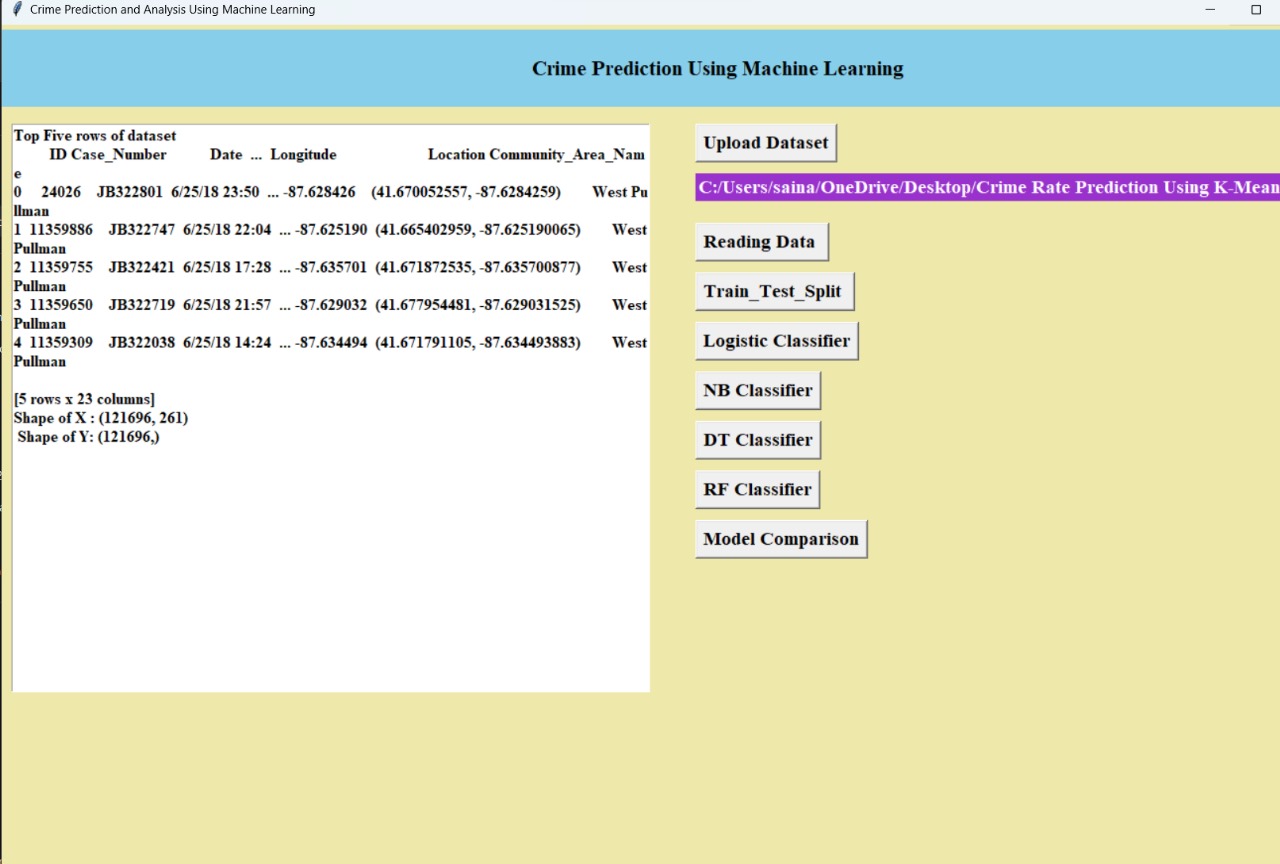 Crime Prediction and Analysis Using Machine Learning
Crime Prediction Using Machine Learning
Top Five rows of dataset
ID Case_Number Date ... Longitude Location Community_Area_Nam
e
0 24026 JB322801 6/25/18 23:50 ... -87.628426 (41.670052557, -87.6284259) West Pu
llman
1 11359886 JB322747 6/25/18 22:04 ... -87.625190 (41.665402959, -87.625190065) West
Pullman
2 11359755 JB322421 6/25/18 17:28 ... -87.635701 (41.671872535, -87.635700877) West
Pullman
3 11359650 JB322719 6/25/18 21:57 ... -87.629032 (41.677954481, -87.629031525) West
Pullman
4 11359309 JB322038 6/25/18 14:24 ... -87.634494 (41.671791105, -87.634493883) West
Pullman
[5 rows x 23 columns]
Shape of X : (121696, 261)
Shape of Y: (121696,)
Upload Dataset
C:/Users/saina/OneDrive/Desktop/Crime Rate Prediction Using K-Mean
Reading Data
Train_Test_Split
Logistic Classifier
NB Classifier
DT Classifier
RF Classifier
Model Comparison